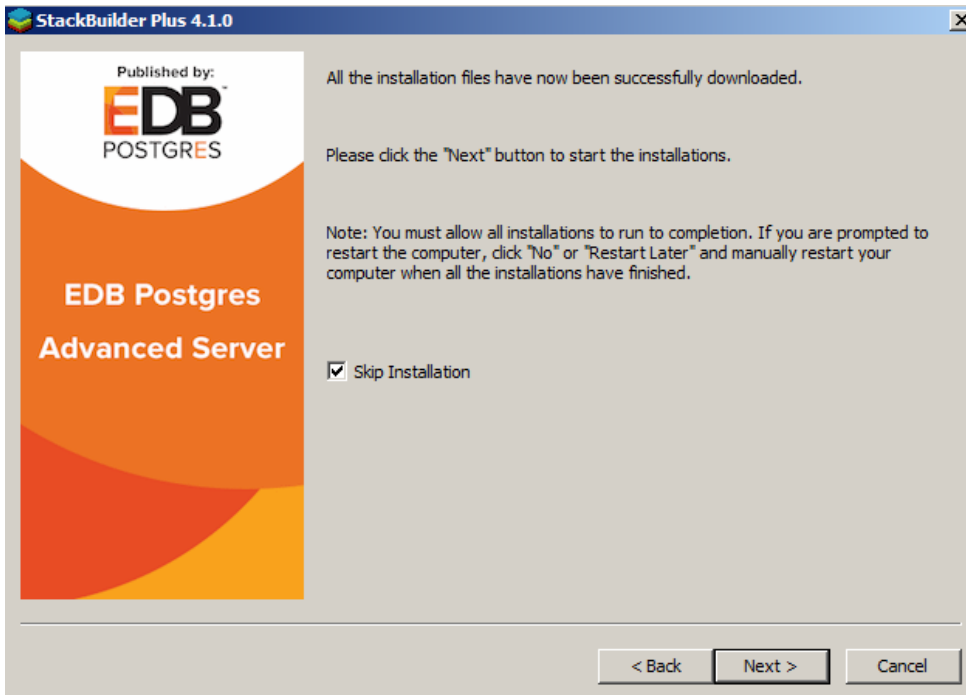 StackBuilder Plus 4.1.0
Published by:
EDB™
POSTGRES
EDB Postgres
Advanced Server
All the installation files have now been successfully downloaded.
Please click the "Next" button to start the installations.
Note: You must allow all installations to run to completion. If you are prompted to
restart the computer, click "No" or "Restart Later" and manually restart your
computer when all the installations have finished.
Skip Installation
< Back
Next >
Cancel